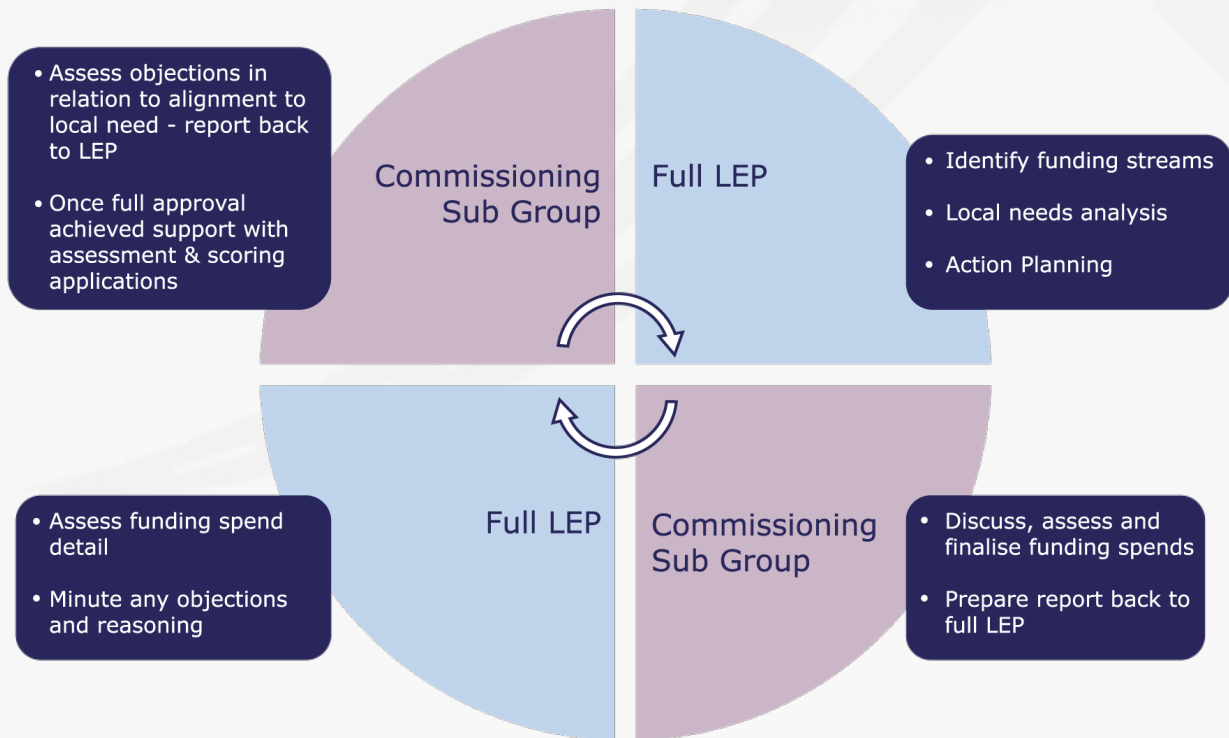 • Assess objections in
relation to alignment to
local need - report back
to LEP
• Once full approval
achieved support with
assessment & scoring
applications
Commissioning
Sub Group
Full LEP
• Identify funding streams
• Local needs analysis
• Action Planning
• Assess funding spend
detail
• Minute any objections
and reasoning
Full LEP
Commissioning
Sub Group
• Discuss, assess and
finalise funding spends
• Prepare report back to
full LEP